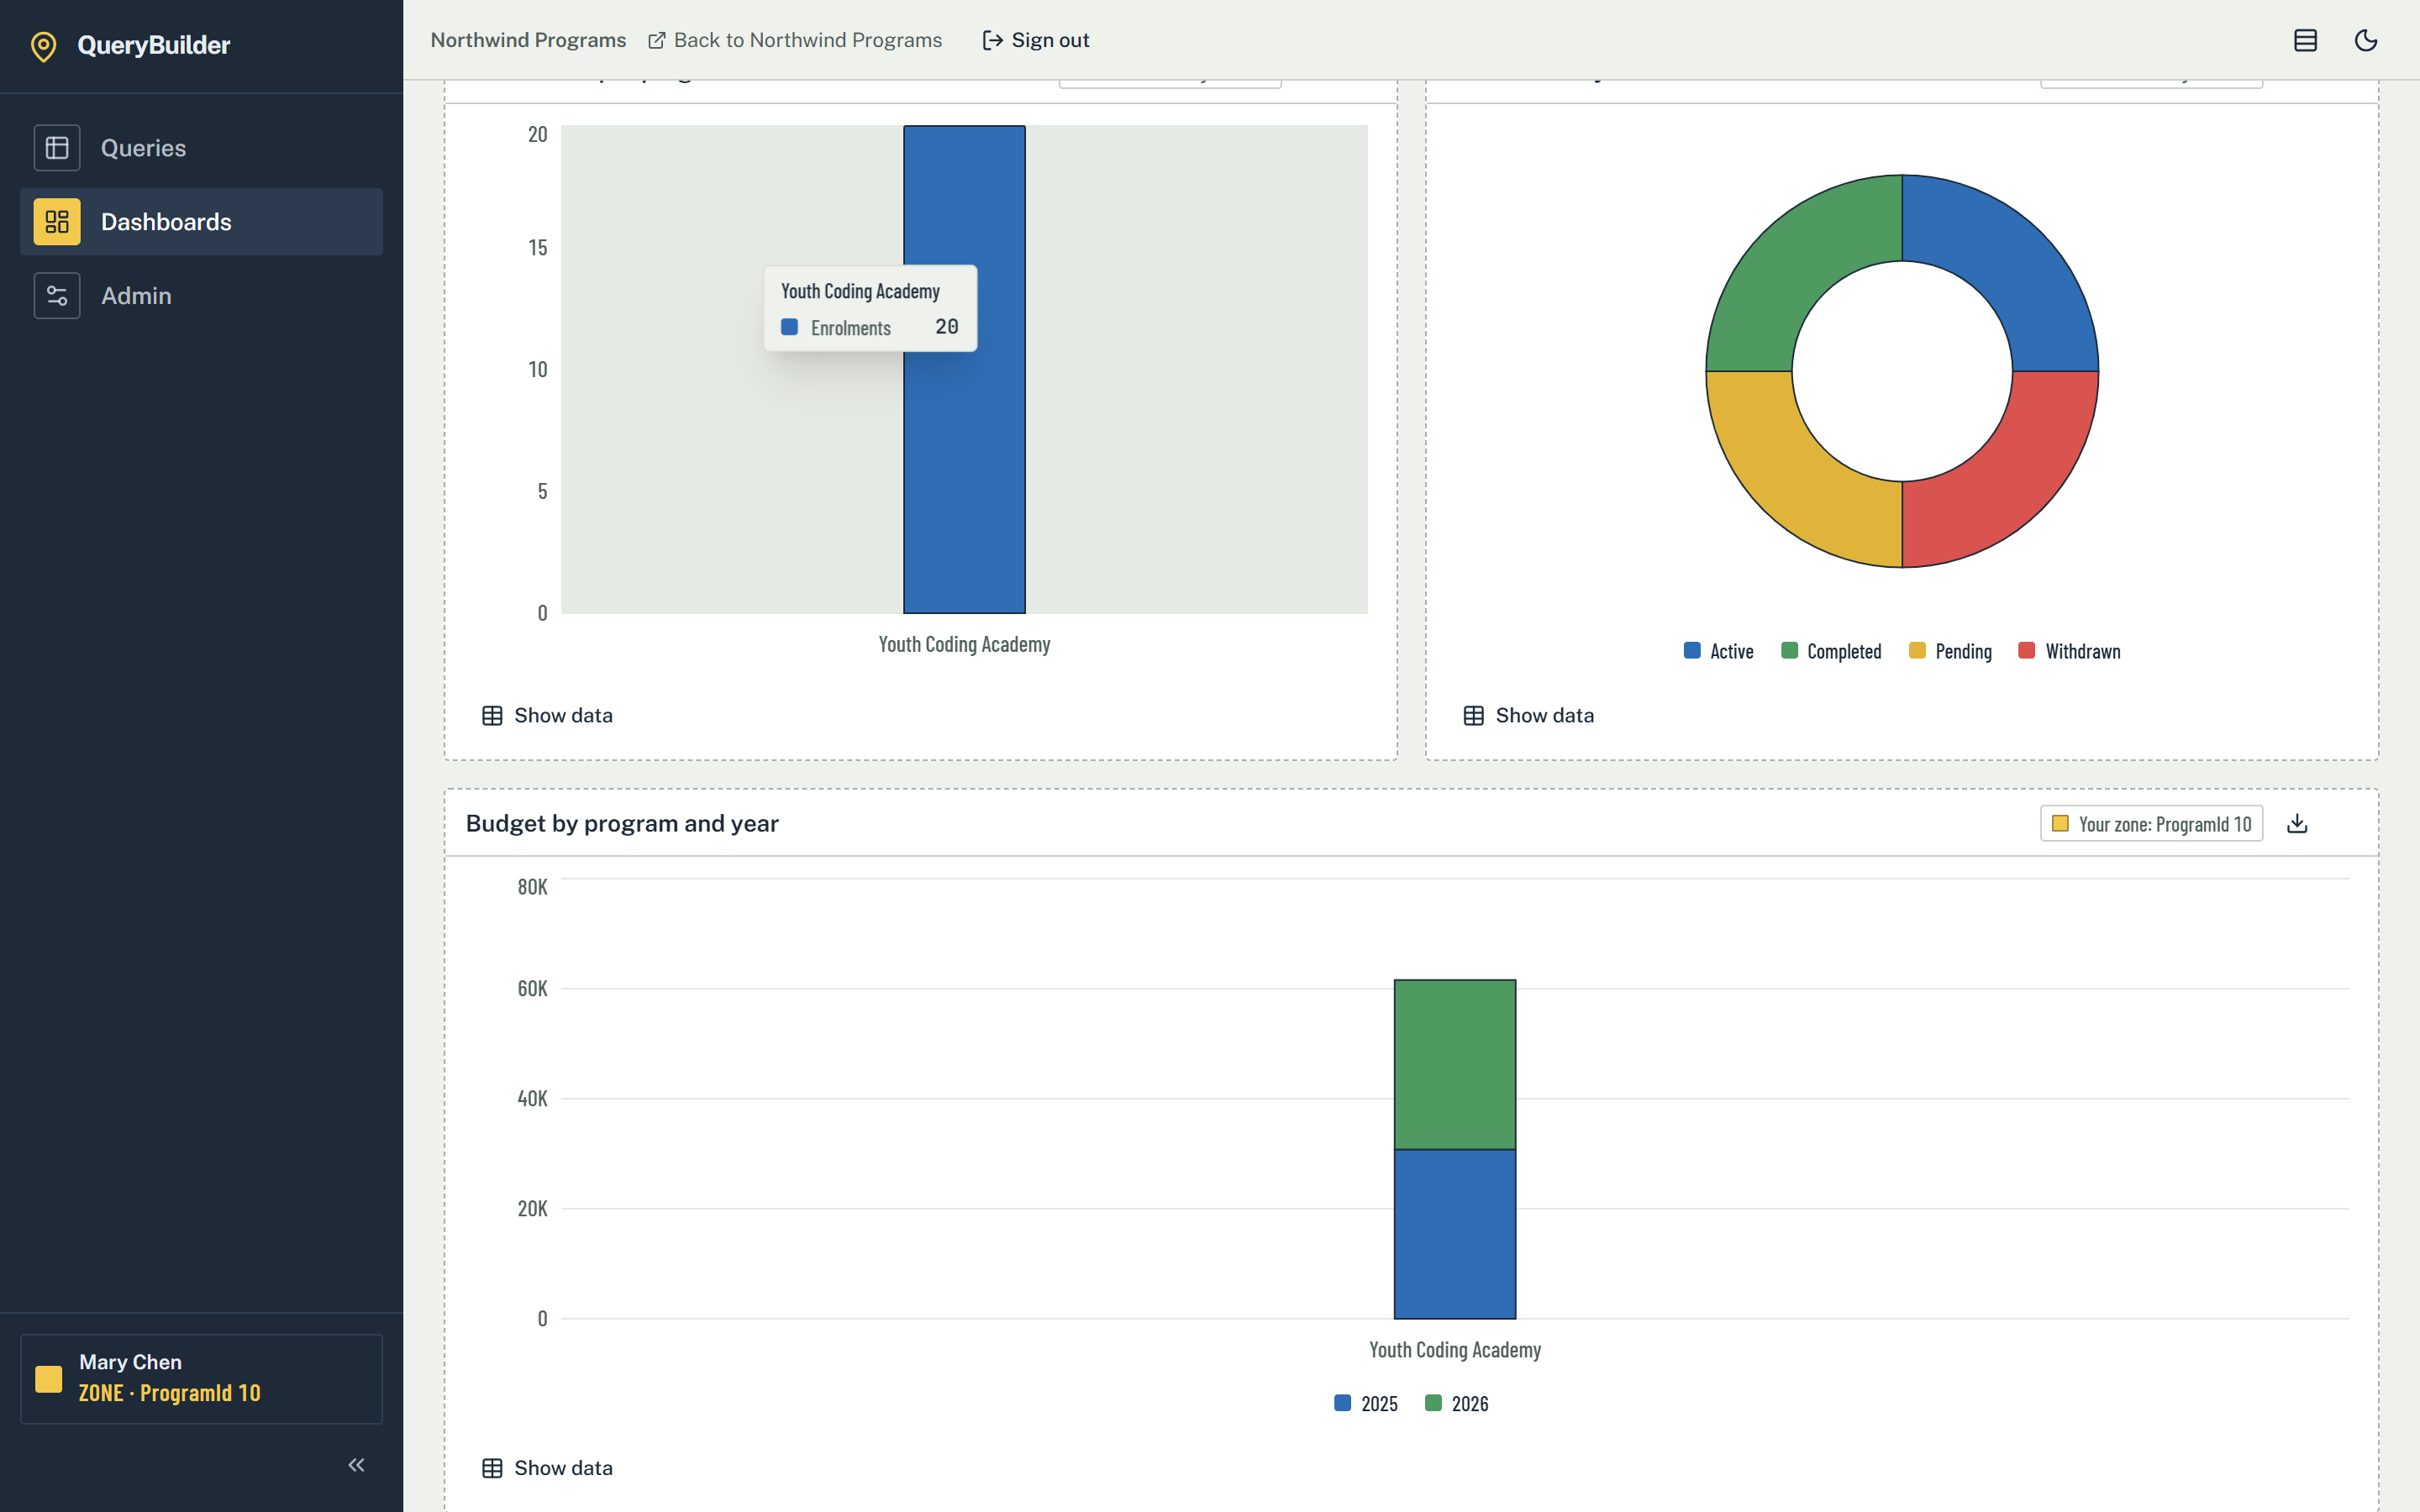 QueryBuilder
Northwind Programs
Back to Northwind Programs
Sign out
Queries
Dashboards
Admin
20
15
10
5
0
Youth Coding Academy
Enrolments 20
Youth Coding Academy
Show data
Active
Completed
Pending
Withdrawn
Show data
Budget by program and year
Your zone: ProgramId 10
80K
60K
40K
20K
0
Youth Coding Academy
2025
2026
Show data
Mary Chen
ZONE · ProgramId 10